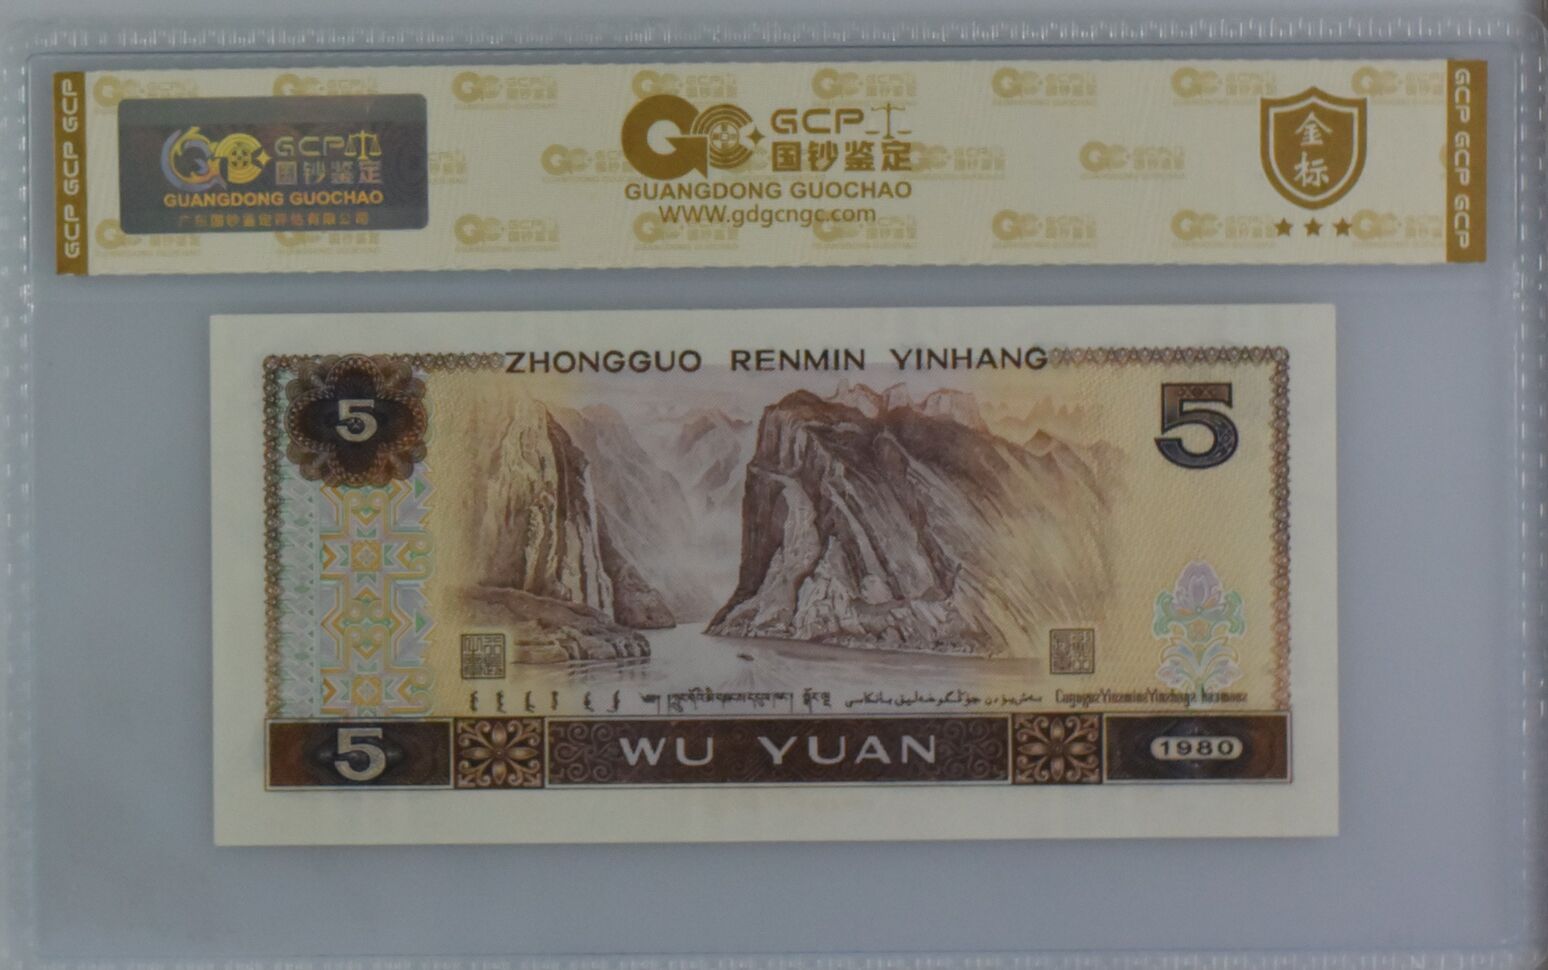 GCP GCP GCP
GCP 国钞鉴定
GUANGDONG GUOCHAO
广东国钞鉴定评估有限公司
GCP
国钞鉴定
GUANGDONG GUOCHAO
WWW.gdgcngc.com
金标
GCP GCP GCP
ZHONGGUO RENMIN YINHANG
5
5
5
WU YUAN
1980